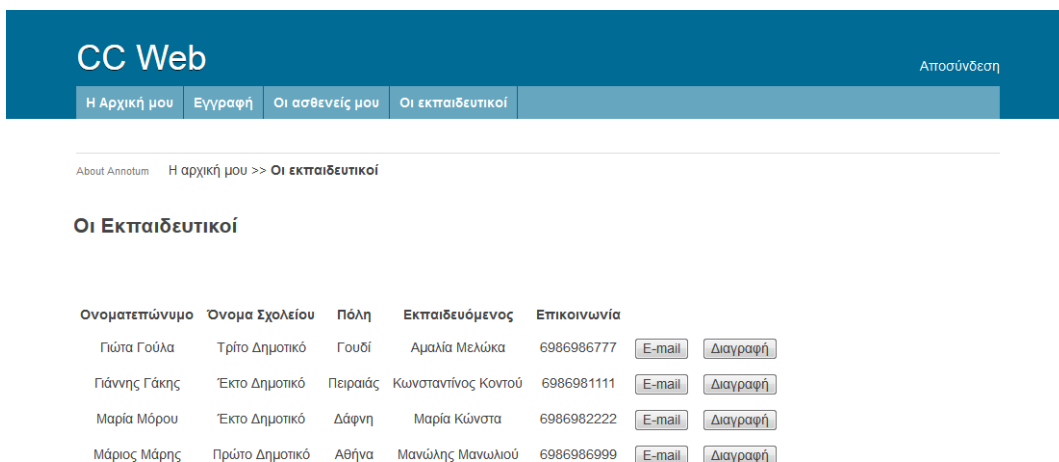 CC Web
Αποσύνδεση
Η Αρχική μου Εγγραφή Οι ασθενείς μου Οι εκπαιδευτικοί
About Annotum Η αρχική μου >> Οι εκπαιδευτικοί
Οι Εκπαιδευτικοί
Ονοματεπώνυμο Όνομα Σχολείου Πόλη Εκπαιδευόμενος Επικοινωνία
Γιώτα Γούλα Τρίτο Δημοτικό Γουδί Αμαλία Μελώκα 6986986777 E-mail Διαγραφή
Γιάννης Γάκης Έκτο Δημοτικό Πειραιάς Κωνσταντίνος Κοντού 6986981111 E-mail Διαγραφή
Μαρία Μόρου Έκτο Δημοτικό Δάφνη Μαρία Κώνστα 6986982222 E-mail Διαγραφή
Μάριος Μάρης Πρώτο Δημοτικό Αθήνα Μανώλης Μανωλιού 6986986999 E-mail Διαγραφή